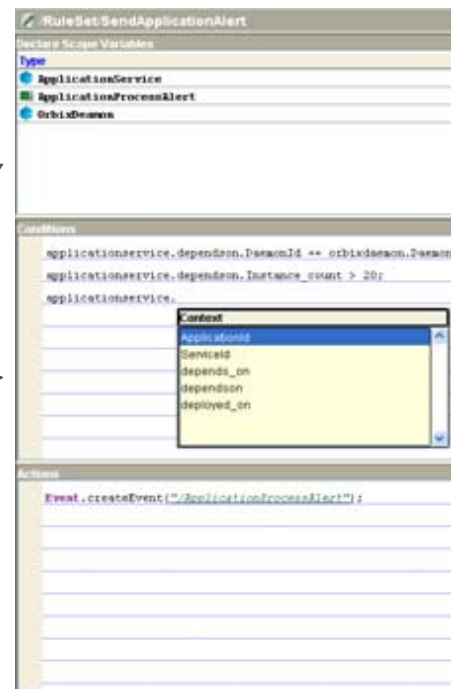 /RuleSet/SendApplicationAlert
Declare Scope Variables
Type
ApplicationService
ApplicationProcessAlert
OrbixDeamon
Conditions
applicationservice.dependson.DaemonId == orbixdaemon.Daemon
applicationservice.dependson.Instance_count > 20;
applicationservice.
Context
ApplicationId
ServiceId
depends_on
dependson
deployed_on
Actions
Event.createEvent("/ApplicationProcessAlert");